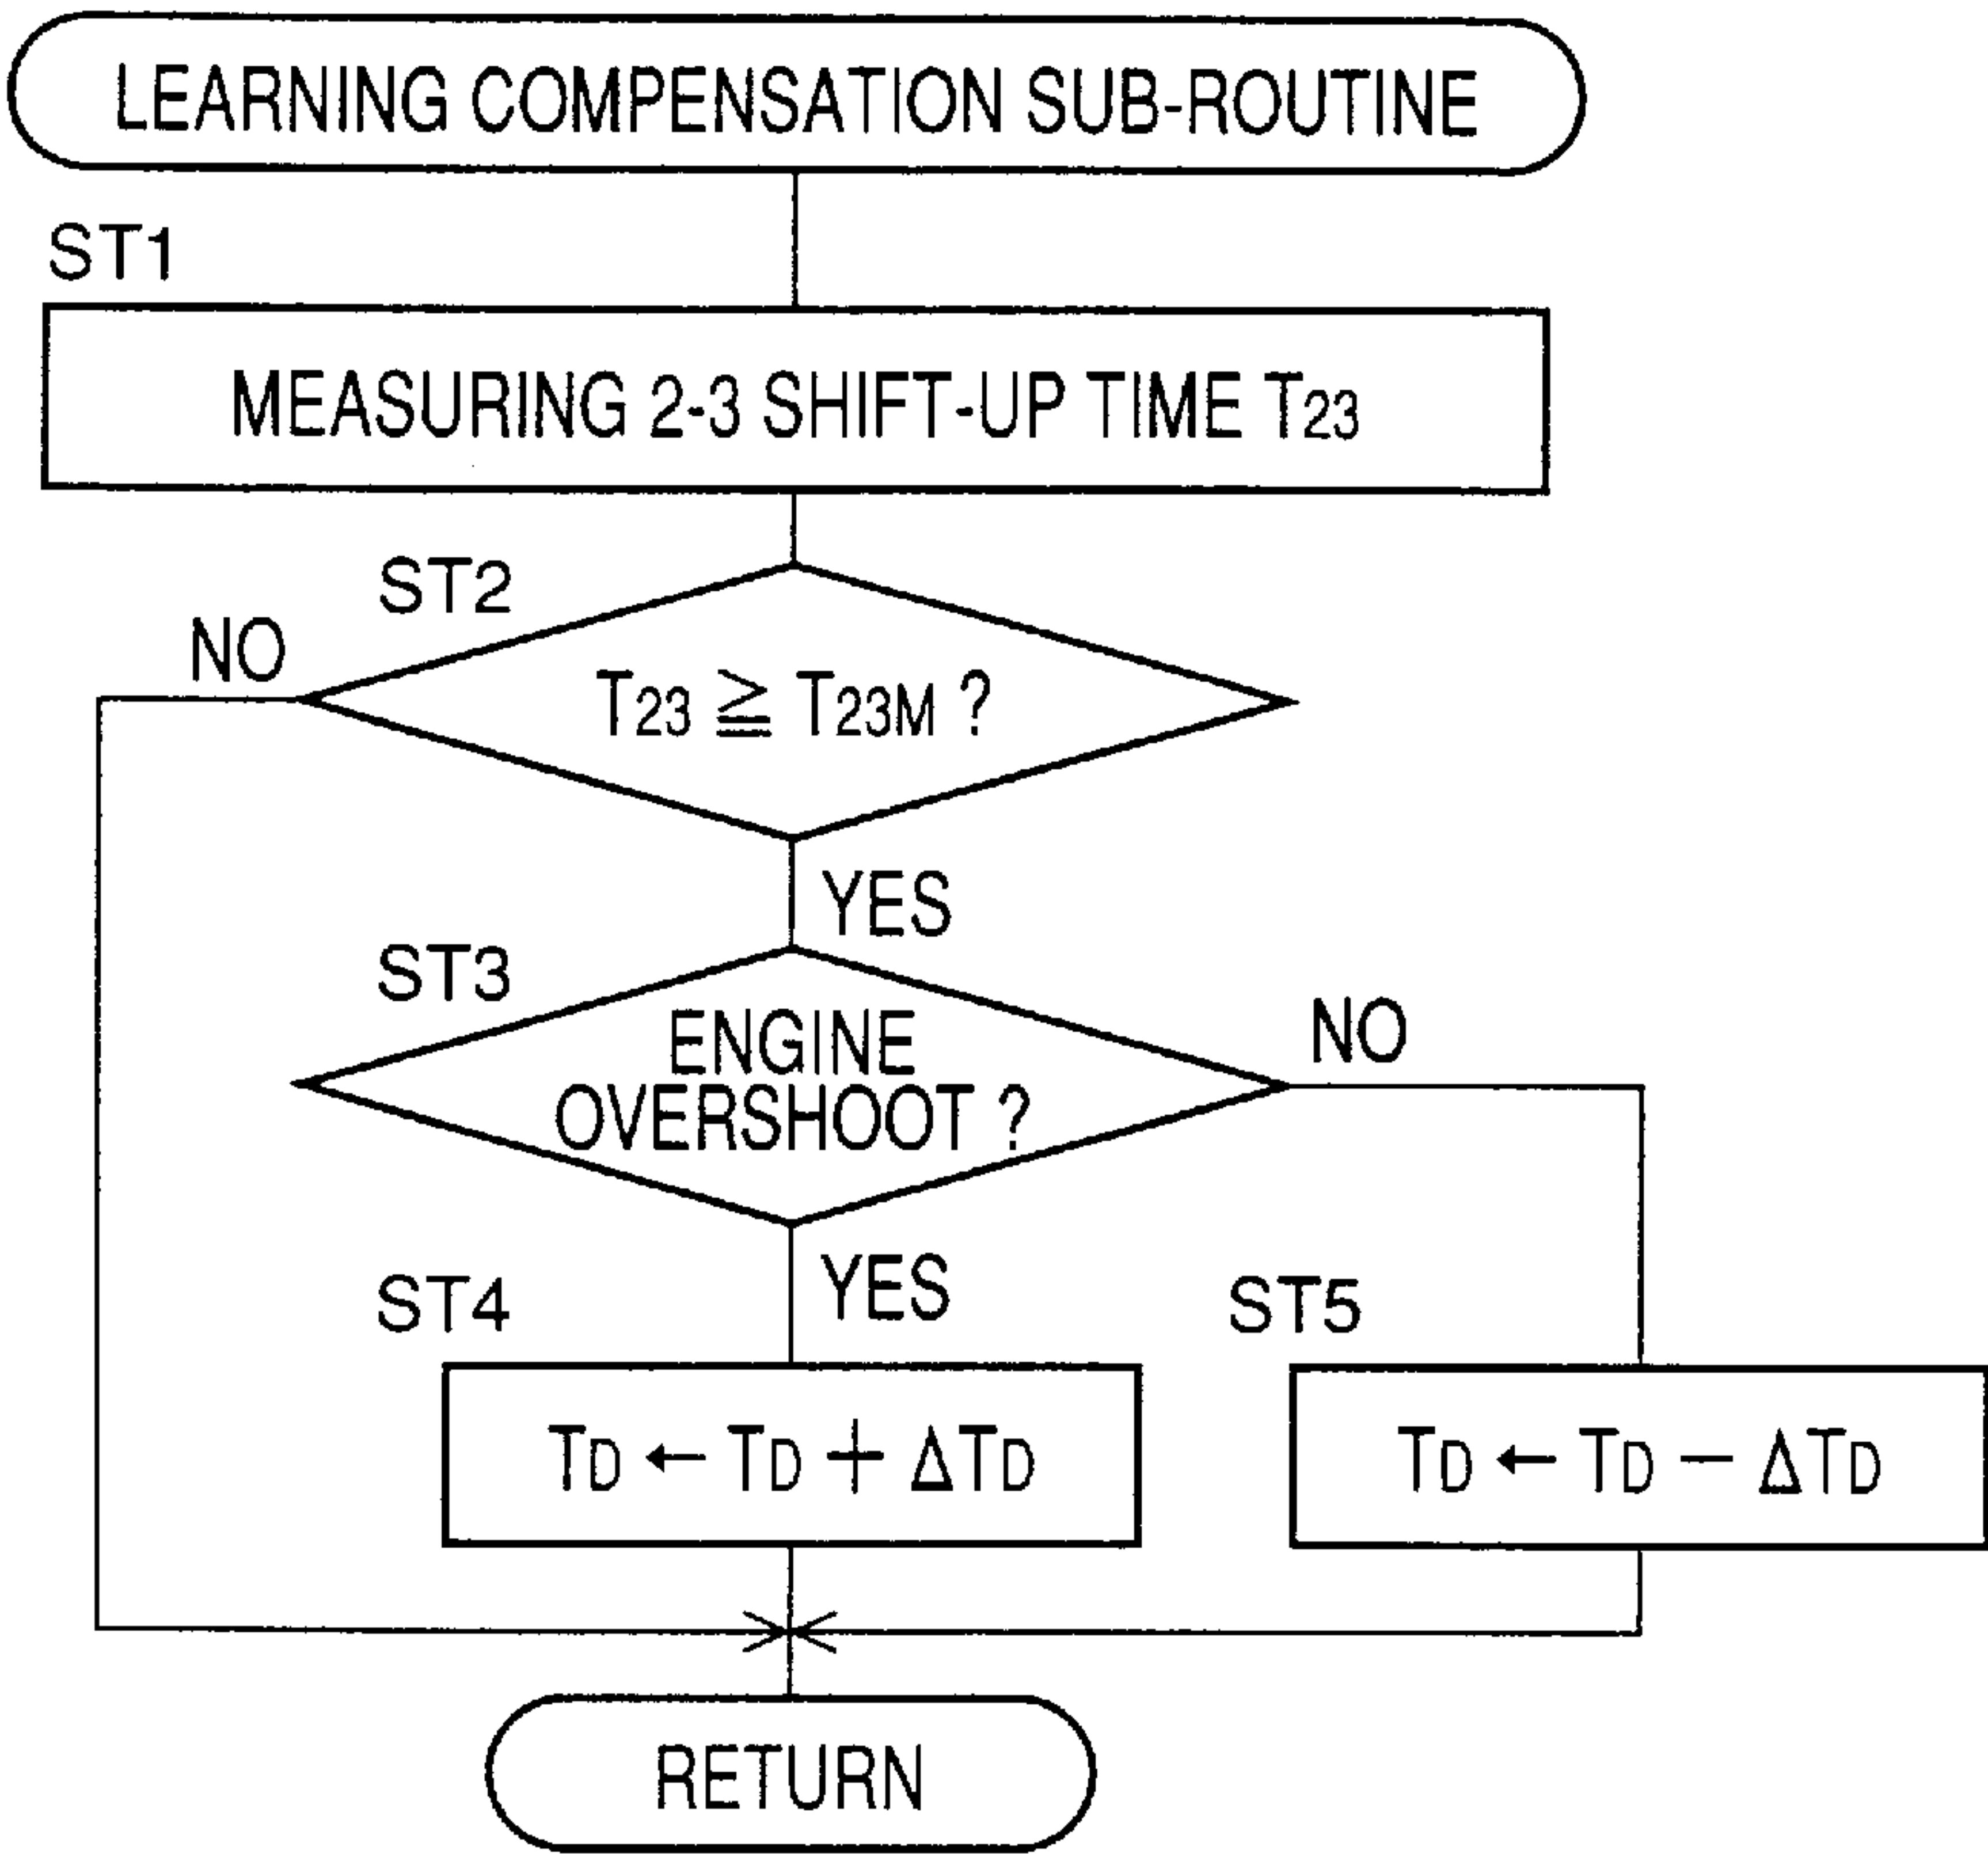 LEARNING COMPENSATION SUB-ROUTINE
ST1
MEASURING 2-3 SHIFT-UP TIME T23
ST2
NO
T23 ≧ T23M ?
YES
ST3
ENGINE
OVERSHOOT ?
NO
YES
ST4
TD ← TD + ΔTD
ST5
TD ← TD − ΔTD
RETURN